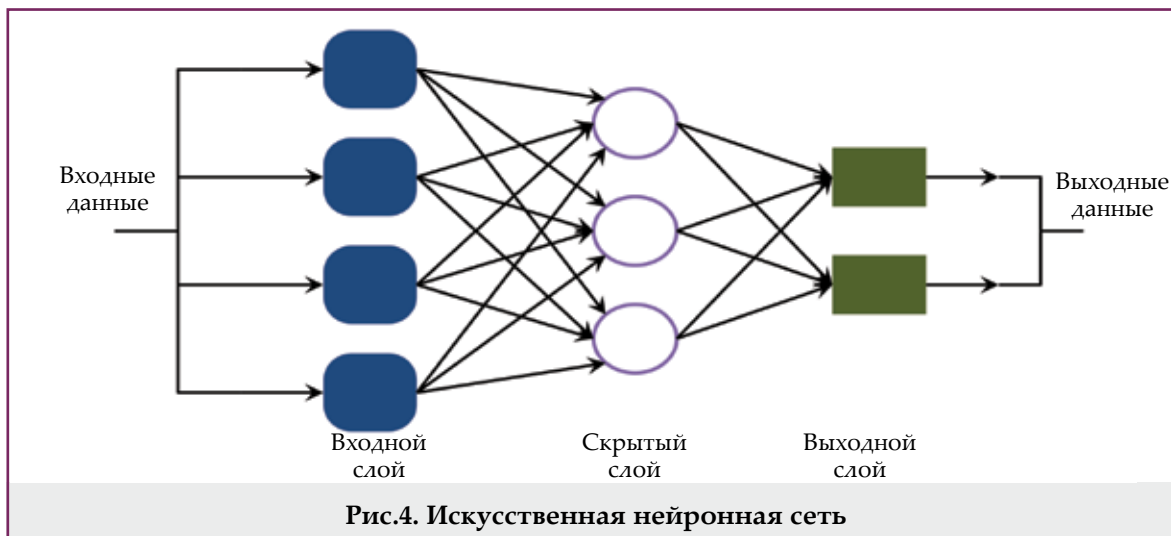 Входные
данные
Выходные
данные
Входной
слой
Скрытый
слой
Выходной
слой
Рис.4. Искусственная нейронная сеть